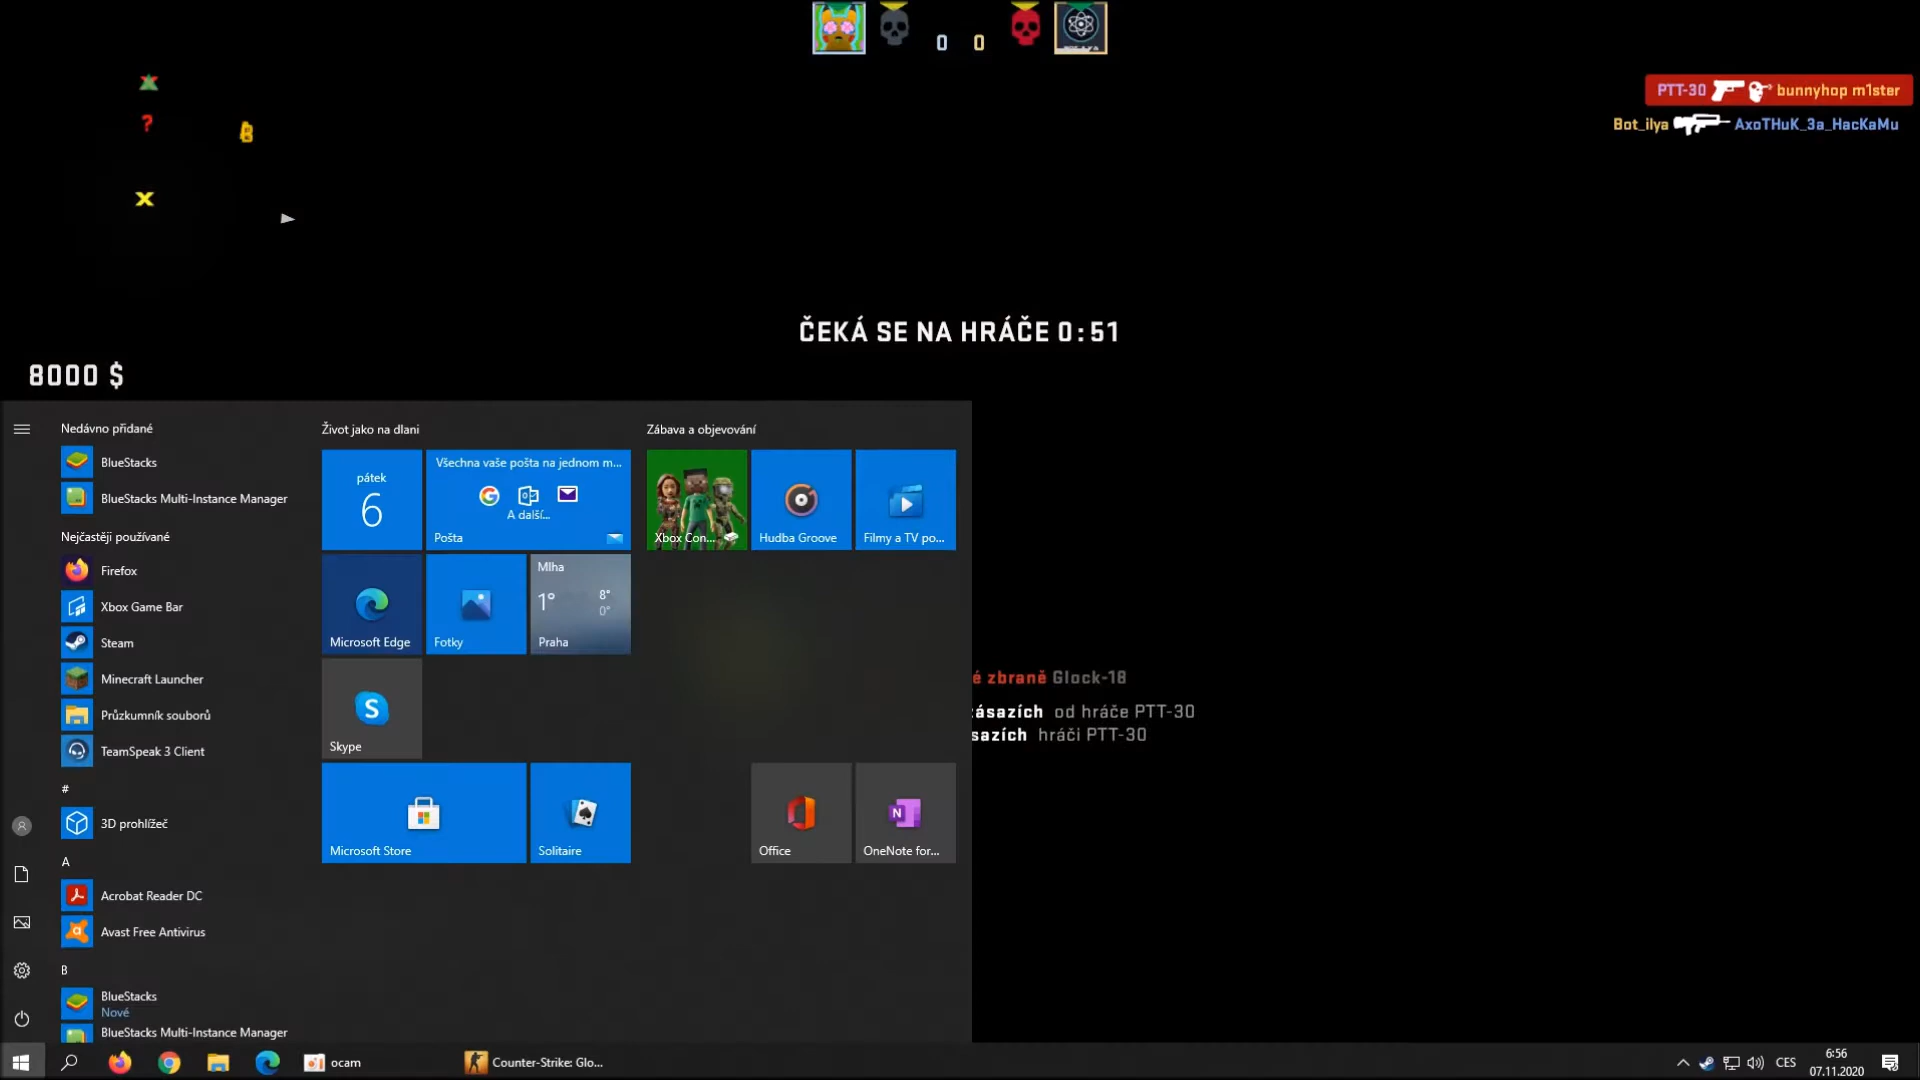 0 0
PTT-30 bunnyhop m1ster
Bot_ilya AxoTHuK_3a_HacKaMu
?
B
X
ČEKÁ SE NA HRÁČE 0:51
8000 $
Nedávno přidané
BlueStacks
BlueStacks Multi-Instance Manager
Nejčastěji používané
Firefox
Xbox Game Bar
Steam
Minecraft Launcher
Průzkumník souborů
TeamSpeak 3 Client
#
3D prohlížeč
A
Acrobat Reader DC
Avast Free Antivirus
B
BlueStacks
Nové
BlueStacks Multi-Instance Manager
Život jako na dlani
pátek
6
Všechna vaše pošta na jednom m...
A další...
Pošta
Microsoft Edge
Fotky
Mlha
1° 8°
0°
Praha
Skype
Microsoft Store
Solitaire
Zábava a objevování
Xbox Con...
Hudba Groove
Filmy a TV po...
Office
OneNote for...
é zbraně Glock-18
ásazích od hráče PTT-30
sazích hráči PTT-30
ocam
Counter-Strike: Glo...
CES
6:56
07.11.2020